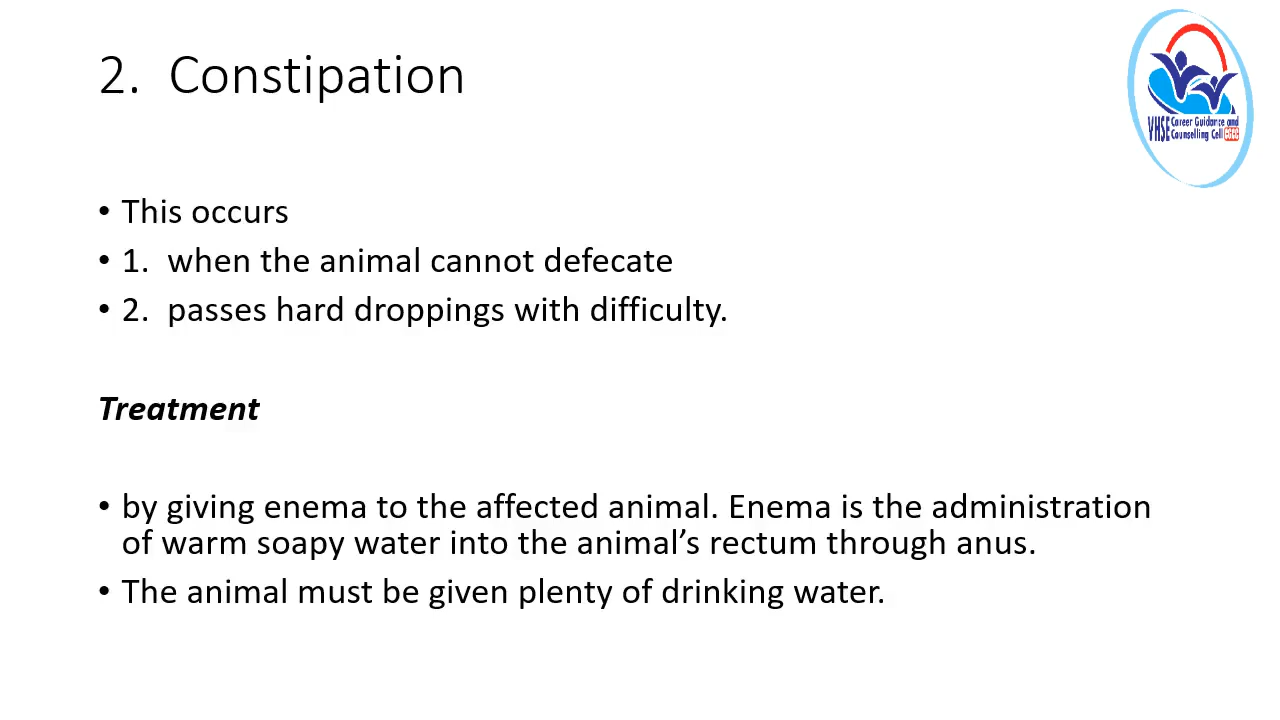 2. Constipation
VHSE Career Guidance and
Counselling Cell CGCC
• This occurs
• 1. when the animal cannot defecate
• 2. passes hard droppings with difficulty.
Treatment
• by giving enema to the affected animal. Enema is the administration
of warm soapy water into the animal’s rectum through anus.
• The animal must be given plenty of drinking water.